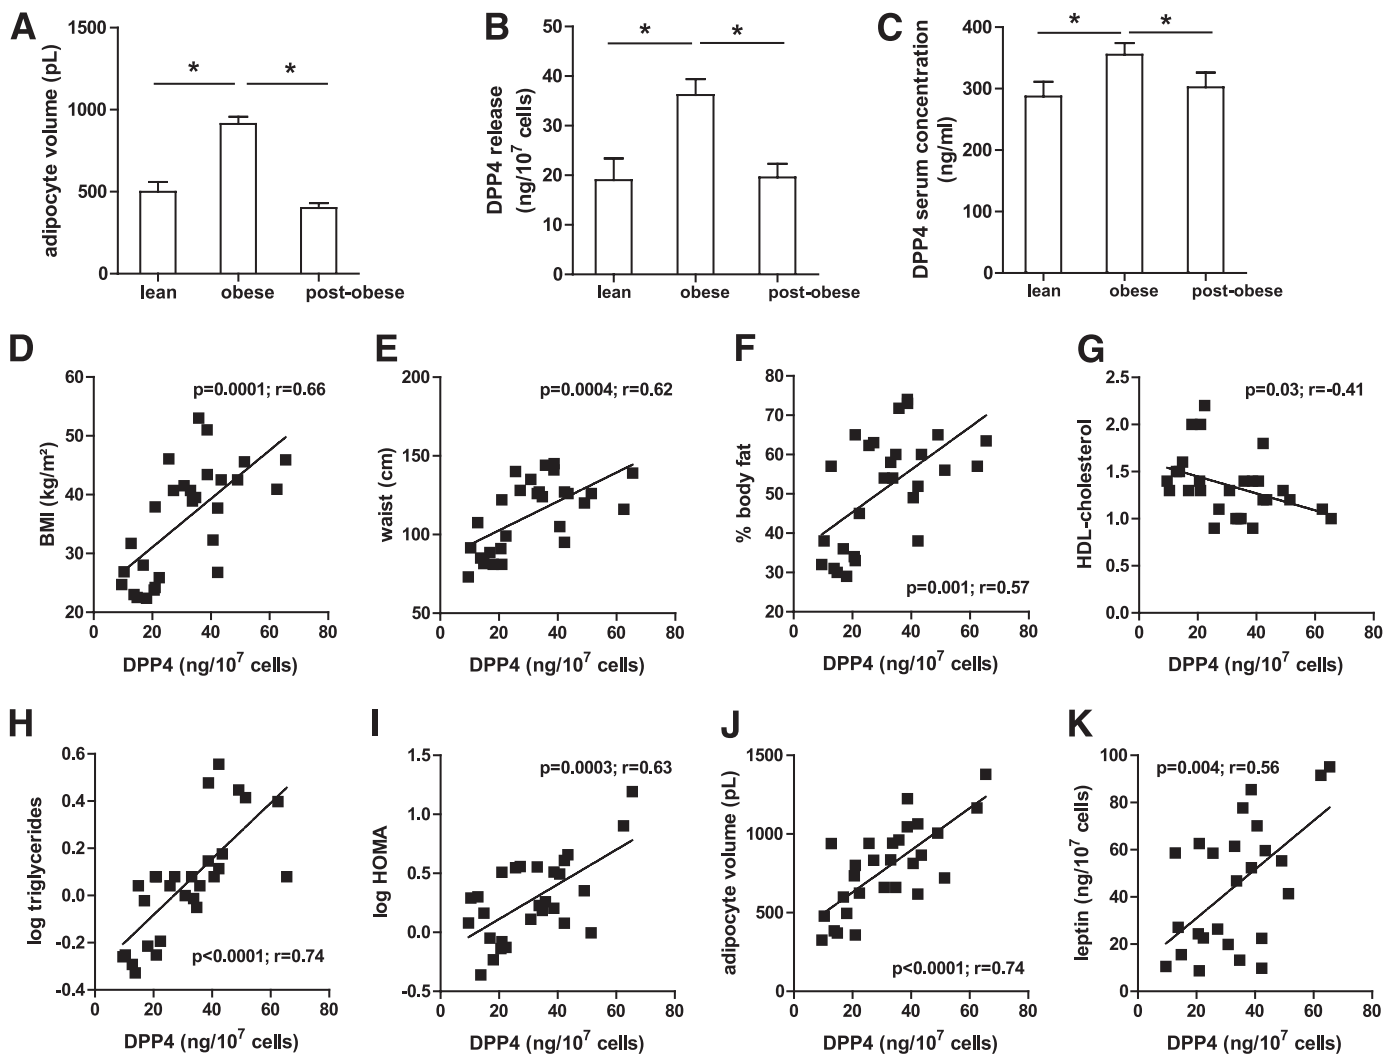 A
adipocyte volume (pL)
1500
1000
500
0
*
*
lean
obese
post-obese
B
DPP4 release
(ng/10⁷ cells)
50
40
30
20
10
0
*
*
lean
obese
post-obese
C
DPP4 serum concentration
(ng/ml)
400
300
200
100
0
*
*
lean
obese
post-obese
D
BMI (kg/m²)
60
50
40
30
20
p=0.0001; r=0.66
0
20
40
60
80
DPP4 (ng/10⁷ cells)
E
waist (cm)
200
150
100
50
p=0.0004; r=0.62
0
20
40
60
80
DPP4 (ng/10⁷ cells)
F
% body fat
80
70
60
50
40
30
20
p=0.001; r=0.57
0
20
40
60
80
DPP4 (ng/10⁷ cells)
G
HDL-cholesterol
2.5
2.0
1.5
1.0
0.5
0.0
p=0.03; r=-0.41
0
20
40
60
80
DPP4 (ng/10⁷ cells)
H
log triglycerides
0.6
0.4
0.2
0.0
-0.2
-0.4
p<0.0001; r=0.74
0
20
40
60
80
DPP4 (ng/10⁷ cells)
I
log HOMA
1.5
1.0
0.5
0.0
-0.5
p=0.0003; r=0.63
0
20
40
60
80
DPP4 (ng/10⁷ cells)
J
adipocyte volume (pL)
1500
1000
500
0
p<0.0001; r=0.74
0
20
40
60
80
DPP4 (ng/10⁷ cells)
K
leptin (ng/10⁷ cells)
100
80
60
40
20
0
p=0.004; r=0.56
0
20
40
60
80
DPP4 (ng/10⁷ cells)